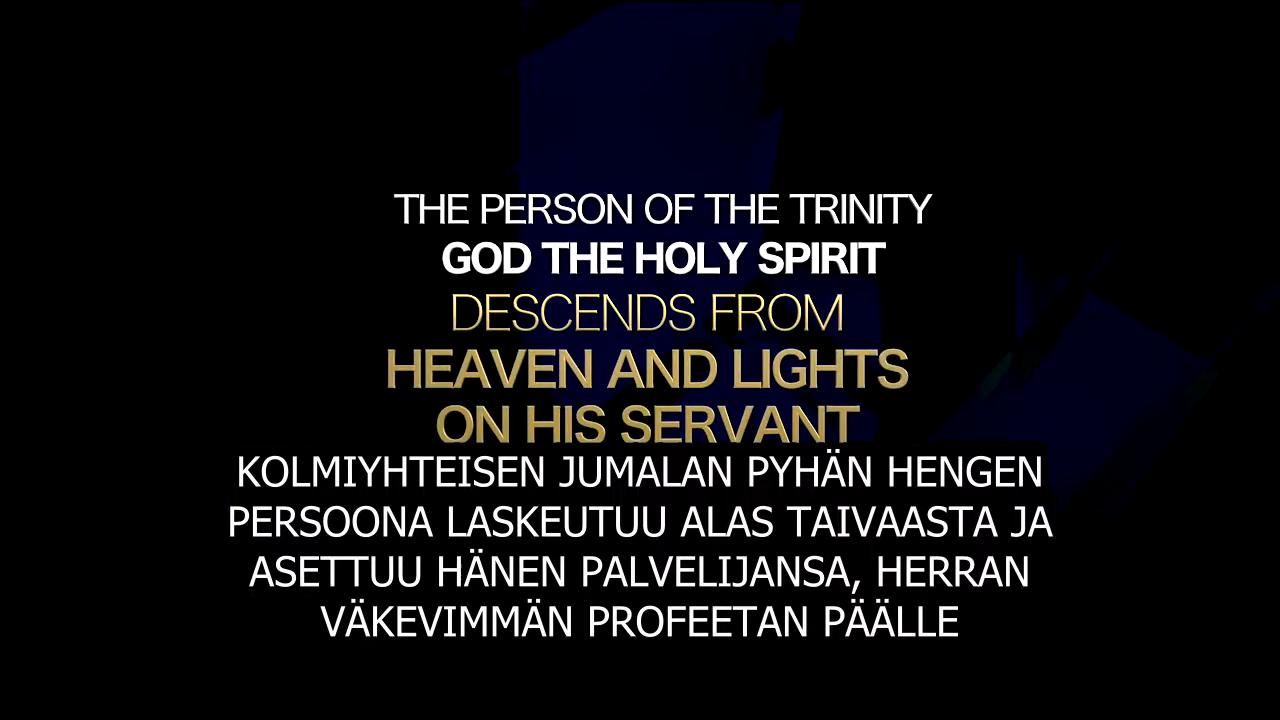 THE PERSON OF THE TRINITY
GOD THE HOLY SPIRIT
DESCENDS FROM
HEAVEN AND LIGHTS
ON HIS SERVANT
KOLMIYHTEISEN JUMALAN PYHÄN HENGEN
PERSOONA LASKEUTUU ALAS TAIVAASTA JA
ASETTUU HÄNEN PALVELIJANSA, HERRAN
VÄKEVIMMÄN PROFEETAN PÄÄLLE